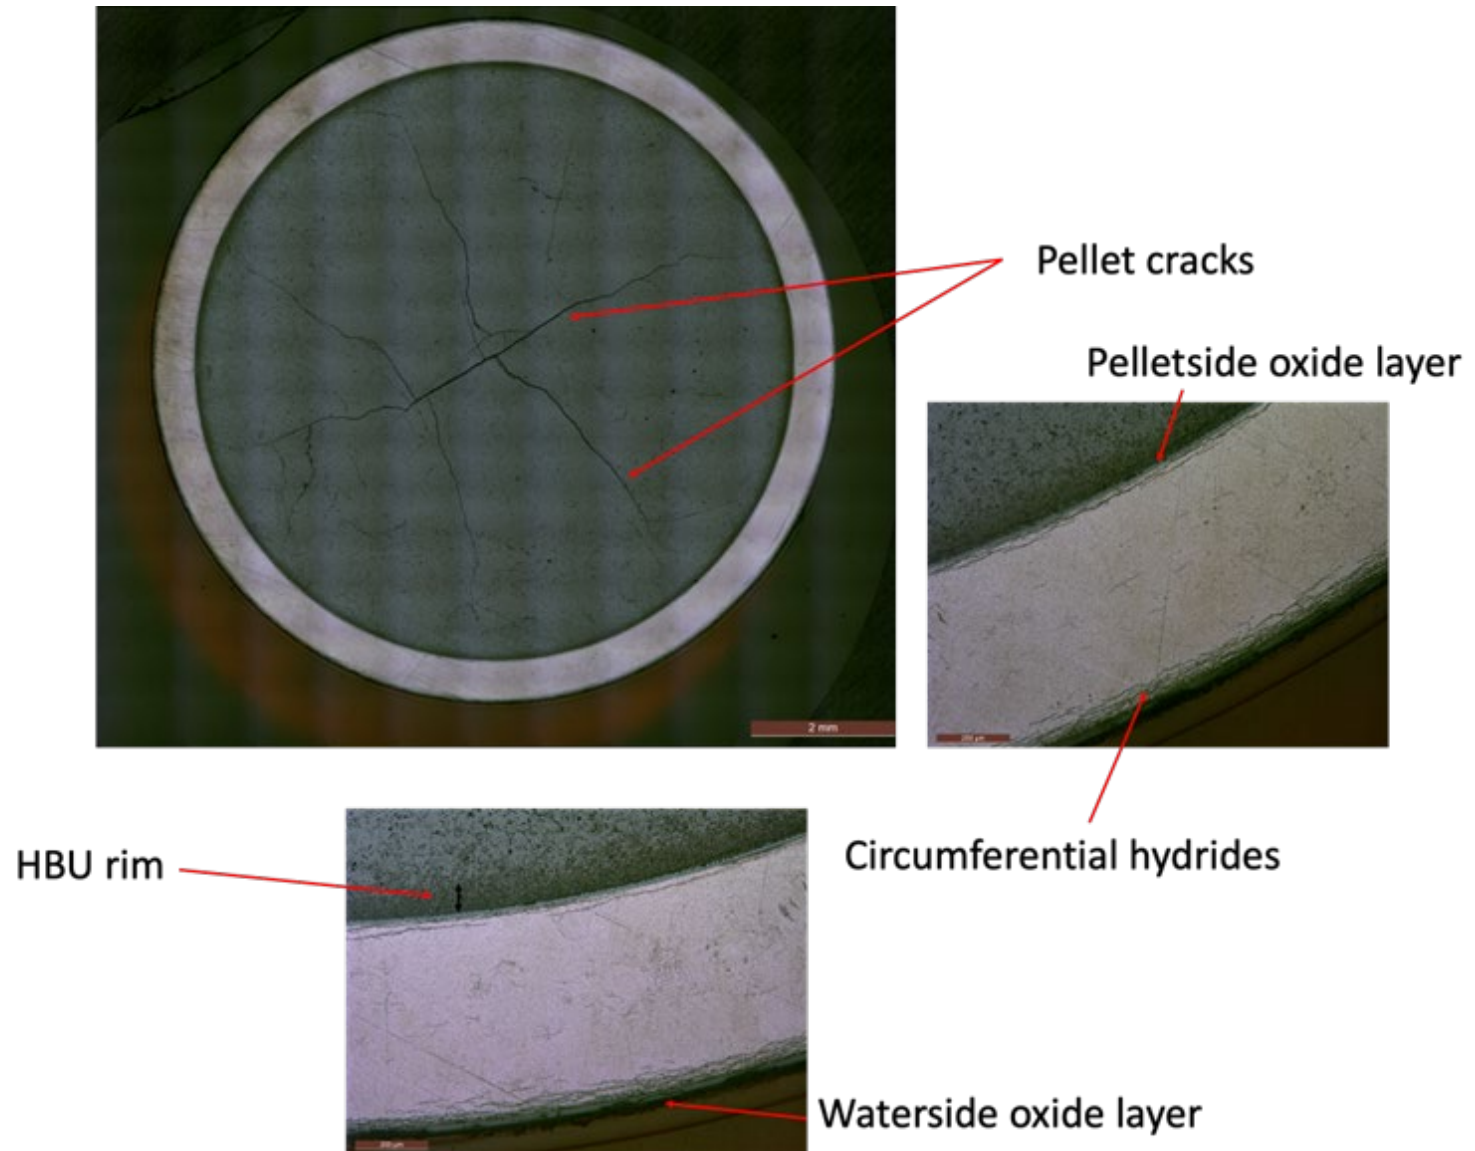 Pellet cracks
Pelletside oxide layer
2 mm
Circumferential hydrides
HBU rim
Waterside oxide layer